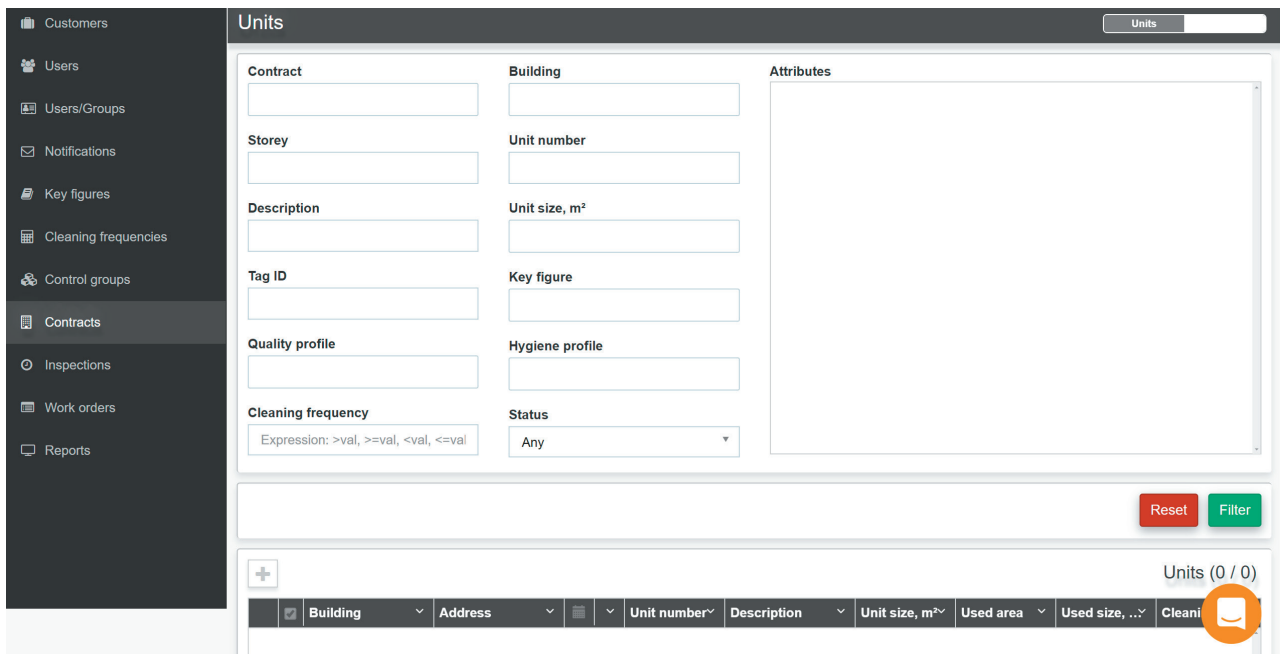 Customers
Users
Users/Groups
Notifications
Key figures
Cleaning frequencies
Control groups
Contracts
Inspections
Work orders
Reports
Units
Units
Contract
Building
Attributes
Storey
Unit number
Description
Unit size, m²
Tag ID
Key figure
Quality profile
Hygiene profile
Cleaning frequency
Status
Expression: >val, >=val, <val, <=val
Any
Reset
Filter
Units (0 / 0)
Building Address Unit number Description Unit size, m² Used area Used size, ... Cleani